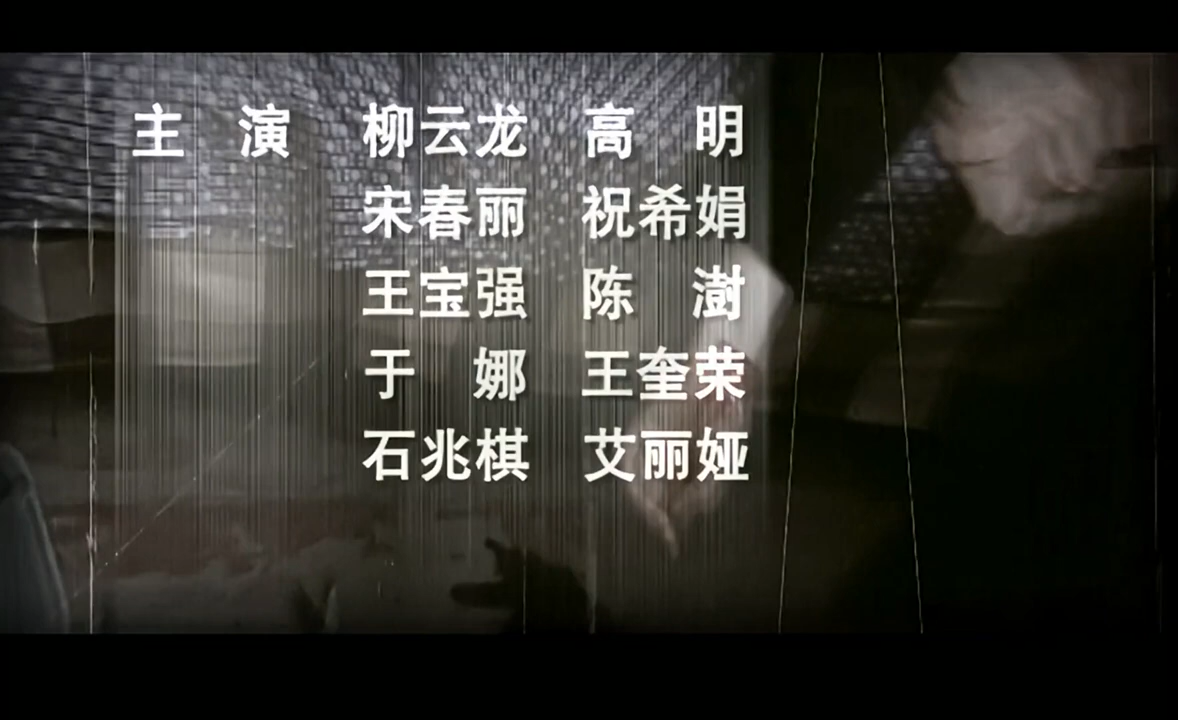 主 演 柳云龙 高 明
宋春丽 祝希娟
王宝强 陈 澍
于 娜 王奎荣
石兆棋 艾丽娅